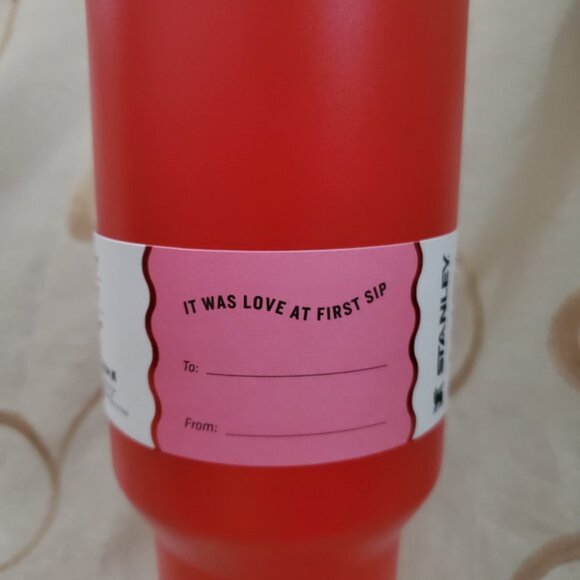 IT WAS LOVE AT FIRST SIP
To:
From:
STANLEY